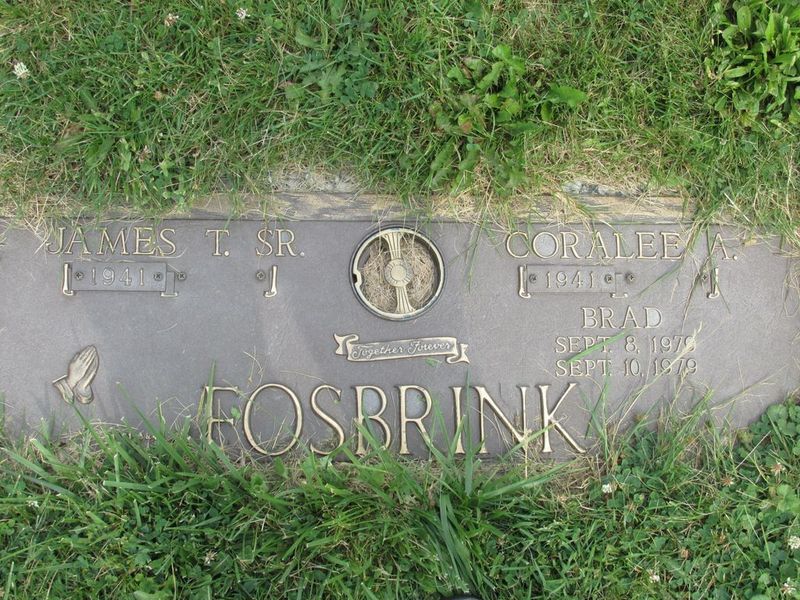 JAMES T. SR.
1941
CORALEE A.
1941
BRAD
SEPT. 8, 1979
SEPT. 10, 1979
Together Forever
FOSBRINK